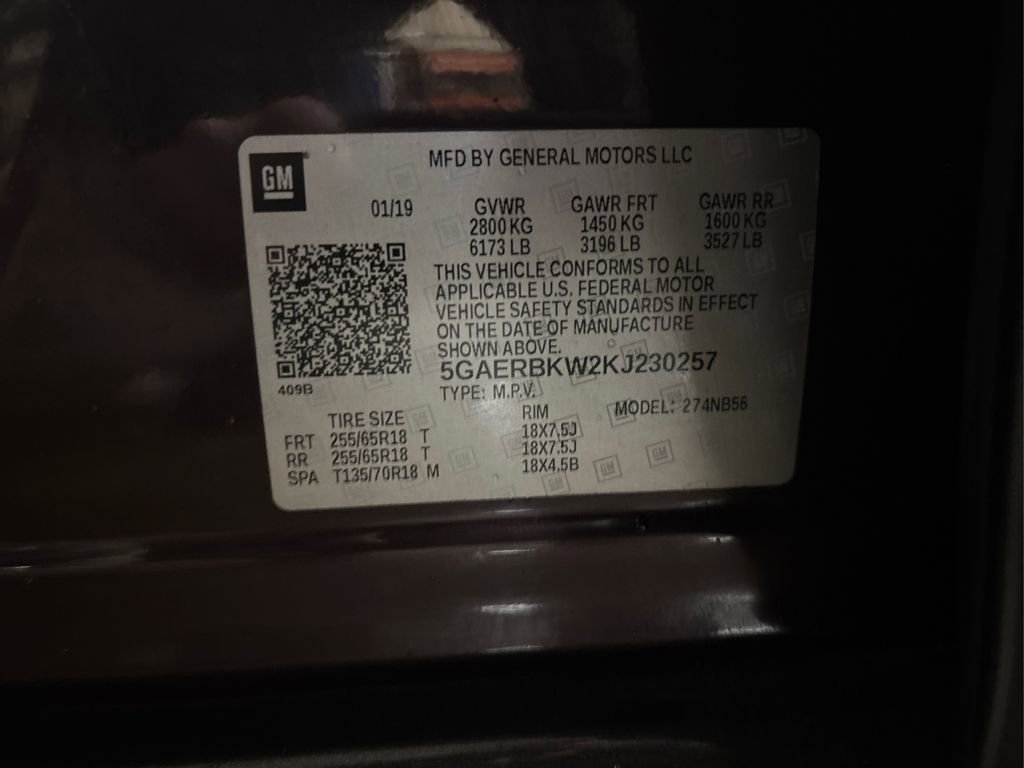 GM
MFD BY GENERAL MOTORS LLC
01/19 GVWR GAWR FRT GAWR RR
2800 KG 1450 KG 1600 KG
6173 LB 3196 LB 3527 LB
THIS VEHICLE CONFORMS TO ALL
APPLICABLE U.S. FEDERAL MOTOR
VEHICLE SAFETY STANDARDS IN EFFECT
ON THE DATE OF MANUFACTURE
SHOWN ABOVE.
5GAERBKW2KJ230257
409B
TYPE: M.P.V. MODEL: 274NB56
TIRE SIZE RIM
FRT 255/65R18 T 18X7.5J
RR 255/65R18 T 18X7.5J
SPA T135/70R18 M 18X4.5B